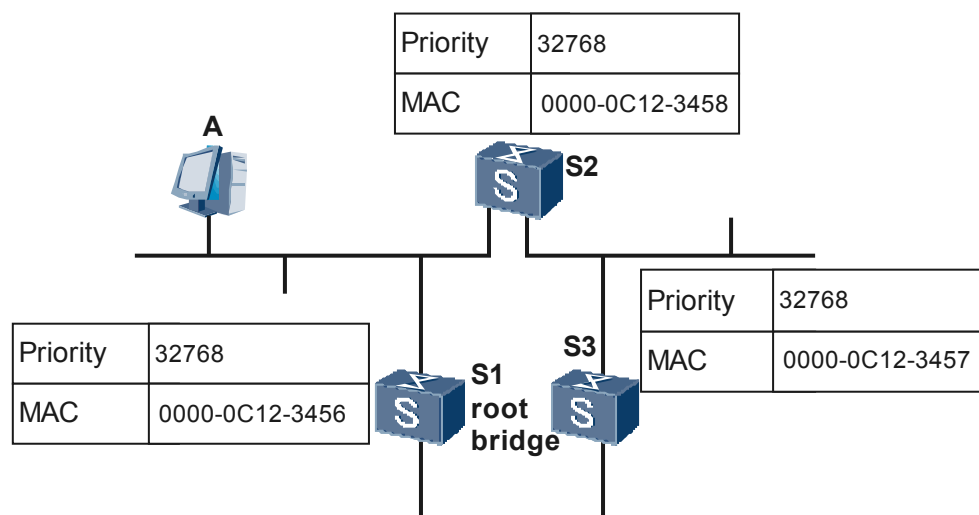 Priority 32768
MAC 0000-0C12-3458
A
S2
S
Priority 32768
MAC 0000-0C12-3457
Priority 32768
MAC 0000-0C12-3456
S1
root
bridge
S
S3
S